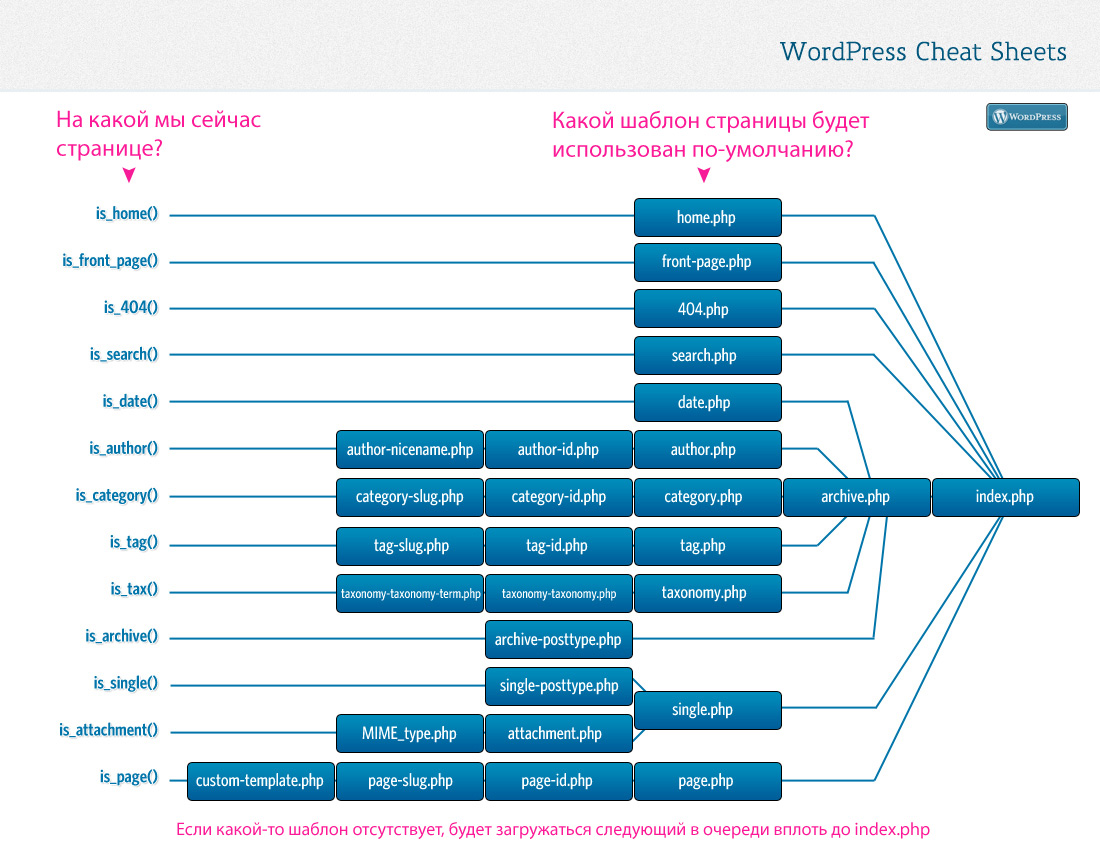 WordPress Cheat Sheets
На какой мы сейчас
странице?
Какой шаблон страницы будет
использован по-умолчанию?
WORDPRESS
is_home()
home.php
is_front_page()
front-page.php
is_404()
404.php
is_search()
search.php
is_date()
date.php
is_author()
author-nicename.php
author-id.php
author.php
is_category()
category-slug.php
category-id.php
category.php
archive.php
index.php
is_tag()
tag-slug.php
tag-id.php
tag.php
is_tax()
taxonomy-taxonomy-term.php
taxonomy-taxonomy.php
taxonomy.php
is_archive()
archive-posttype.php
is_single()
single-posttype.php
single.php
is_attachment()
MIME_type.php
attachment.php
is_page()
custom-template.php
page-slug.php
page-id.php
page.php
Если какой-то шаблон отсутствует, будет загружаться следующий в очереди вплоть до index.php